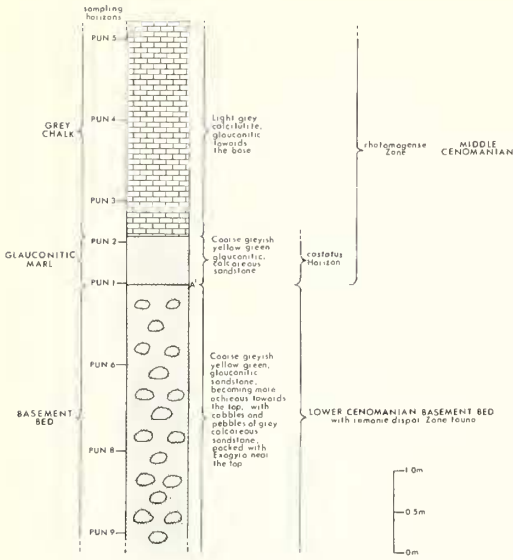 sampling
horizons
PUN 5
PUN 4
PUN 3
PUN 2
PUN 1
PUN 6
PUN 8
PUN 9
GREY
CHALK
GLAUCONITIC
MARL
BASEMENT
BED
A'
Light grey
calcilutite,
glauconitic
towards
the base
Coarse greyish
yellow green
glauconitic,
calcareous
sandstone
Coarse greyish
yellow green,
glauconitic
sandstone,
becoming more
ochreous towards
the top, with
cobbles and
pebbles of grey
calcareous
sandstone,
packed with
Exogyra near
the top
rhotomagense
Zone
MIDDLE
CENOMANIAN
costatus
Horizon
LOWER CENOMANIAN BASEMENT BED
with remanie dispar Zone fauna
1·0m
0·5m
0m